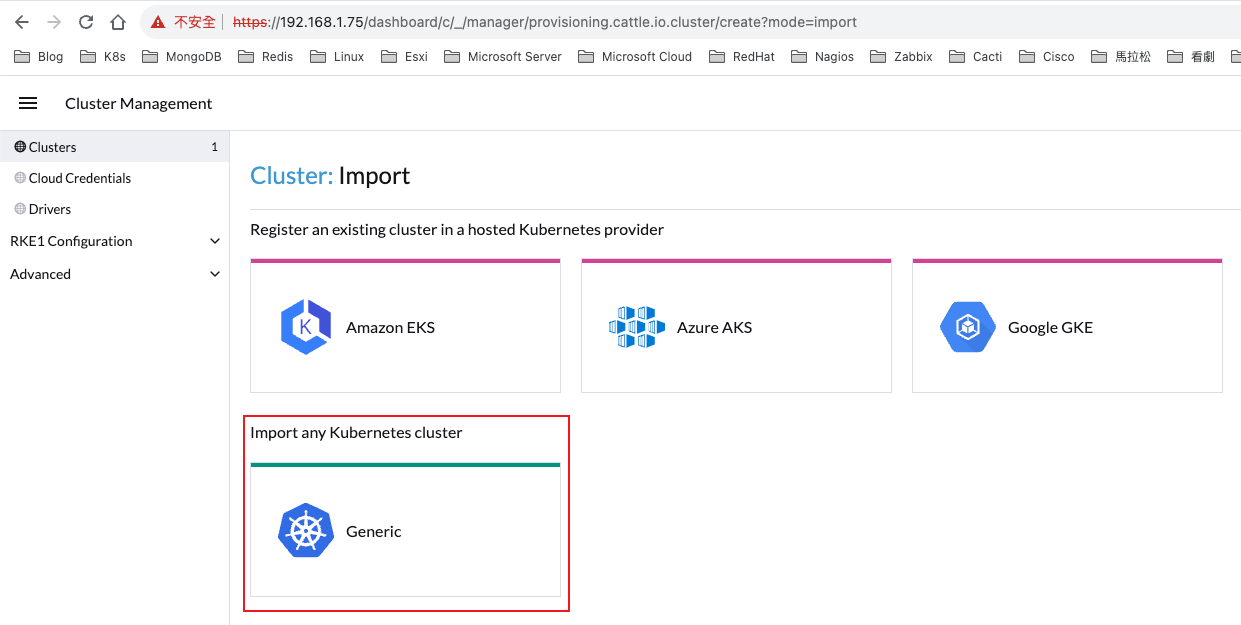 不安全 https://192.168.1.75/dashboard/c/_/manager/provisioning.cattle.io.cluster/create?mode=import
Blog K8s MongoDB Redis Linux Esxi Microsoft Server Microsoft Cloud RedHat Nagios Zabbix Cacti Cisco 馬拉松 看劇
Cluster Management
Clusters 1
Cloud Credentials
Drivers
RKE1 Configuration
Advanced
Cluster: Import
Register an existing cluster in a hosted Kubernetes provider
K Amazon EKS
Azure AKS
Google GKE
Import any Kubernetes cluster
Generic